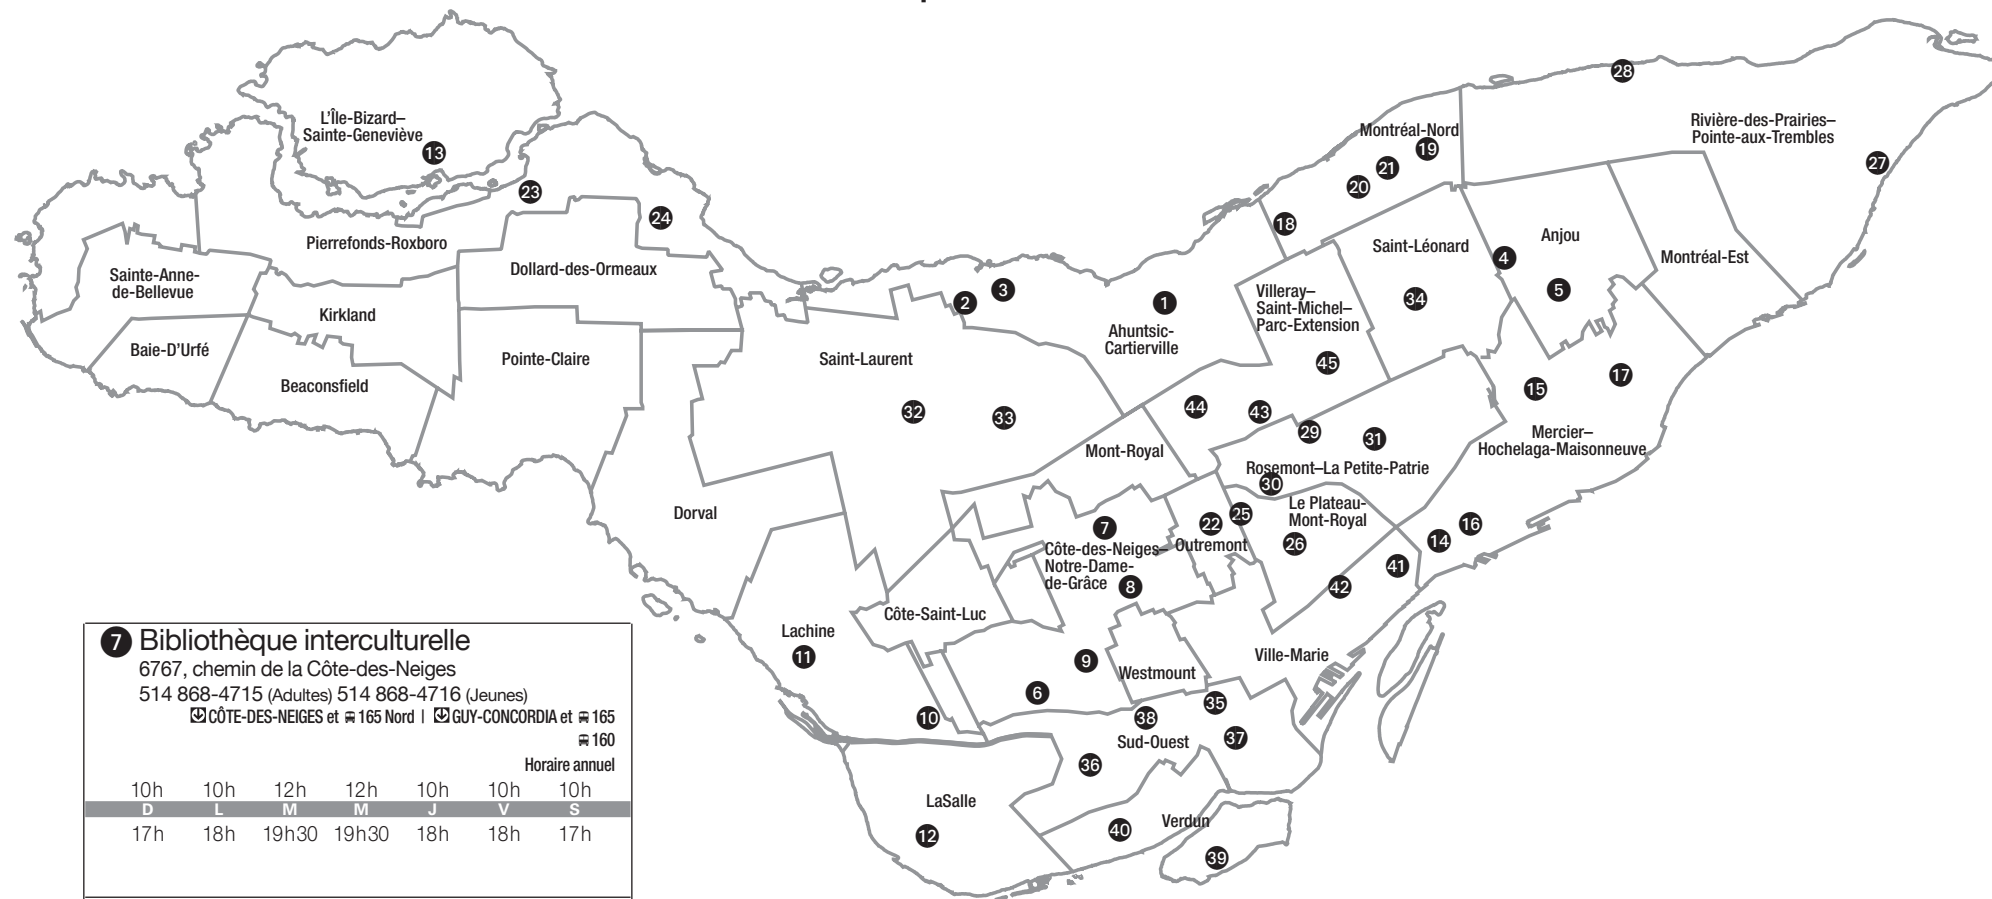 28
L'Île-Bizard–
Sainte-Geneviève
13
Montréal-Nord
19
21
20
18
Rivière-des-Prairies–
Pointe-aux-Trembles
27
23
24
Pierrefonds-Roxboro
Sainte-Anne-
de-Bellevue
Dollard-des-Ormeaux
Kirkland
Baie-D'Urfé
Beaconsfield
Pointe-Claire
2
3
1
Ahuntsic-
Cartierville
Saint-Laurent
32
33
Villeray–
Saint-Michel–
Parc-Extension
45
44
43
Saint-Léonard
34
Anjou
4
5
Montréal-Est
15
17
Mercier–
Hochelaga-Maisonneuve
16
14
Mont-Royal
29
31
Rosemont–La Petite-Patrie
30
Le Plateau-
Mont-Royal
25
26
22
Outremont
7
Côte-des-Neiges–
Notre-Dame-
de-Grâce
8
9
6
41
42
Ville-Marie
Westmount
Dorval
Lachine
11
Côte-Saint-Luc
10
35
38
Sud-Ouest
37
36
LaSalle
12
Verdun
40
39
7 Bibliothèque interculturelle
6767, chemin de la Côte-des-Neiges
514 868-4715 (Adultes) 514 868-4716 (Jeunes)
CÔTE-DES-NEIGES et 165 Nord | GUY-CONCORDIA et 165
160
Horaire annuel
10h 10h 12h 12h 10h 10h 10h
D L M M J V S
17h 18h 19h30 19h30 18h 18h 17h